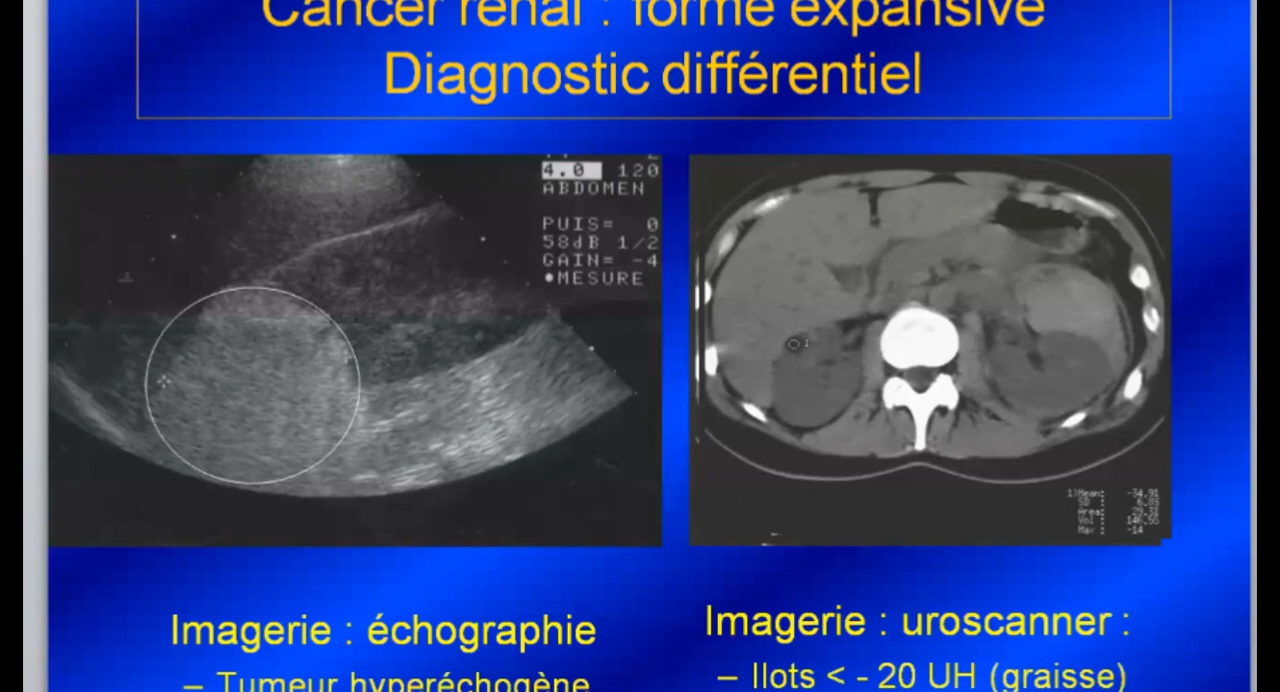 Cancer rénal : forme expansive
Diagnostic différentiel
4.0 120
ABDOMEN
PUIS= 0
58dB 1/2
GAIN= -4
•MESURE
1
Imagerie : échographie
– Tumeur hyperéchogène
Imagerie : uroscanner :
– Ilots < - 20 UH (graisse)